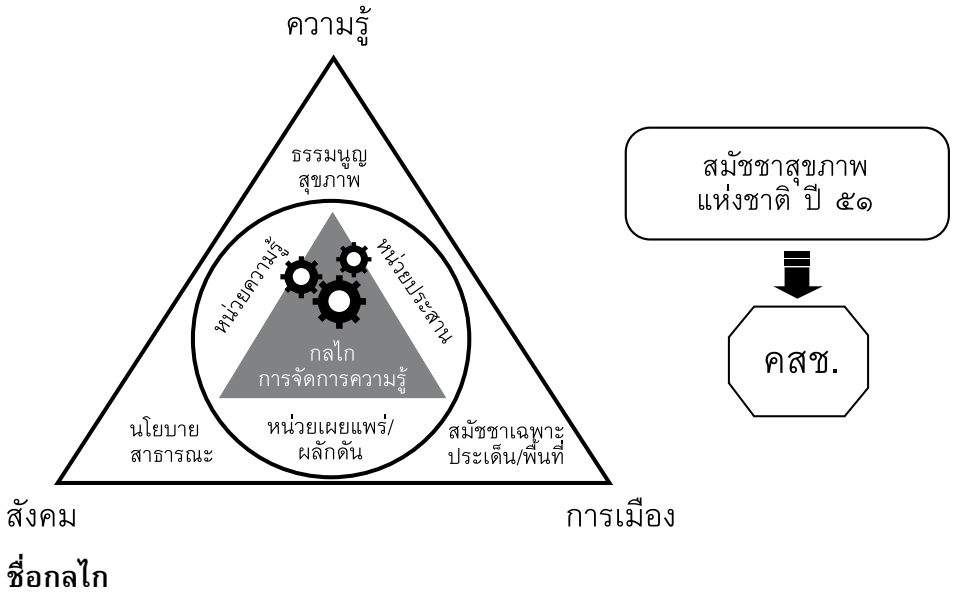 ความรู้
ธรรมนูญ
สุขภาพ
หน่วยความรู้
หน่วยประสาน
กลไก
การจัดการความรู้
นโยบาย
สาธารณะ
หน่วยเผยแพร่/
ผลักดัน
สมัชชาเฉพาะ
ประเด็น/พื้นที่
สังคม
การเมือง
สมัชชาสุขภาพ
แห่งชาติ ปี ๕๑
คสช.
ชื่อกลไก